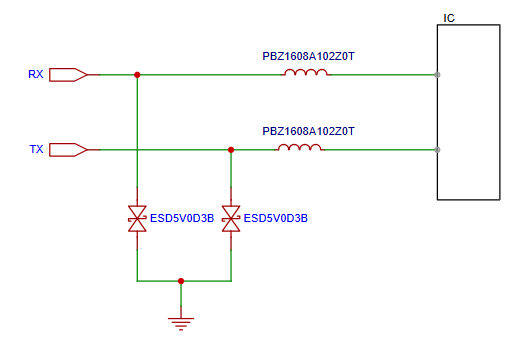 IC
PBZ1608A102Z0T
RX
PBZ1608A102Z0T
TX
ESD5V0D3B
ESD5V0D3B